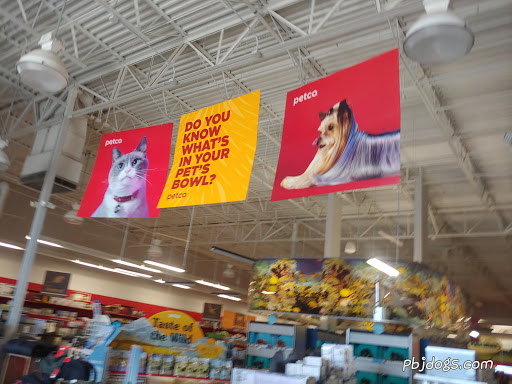 petco
DO YOU
KNOW
WHAT'S
IN YOUR
PET'S
BOWL?
petco
petco
Taste of
the Wild
Pbjdogs.com